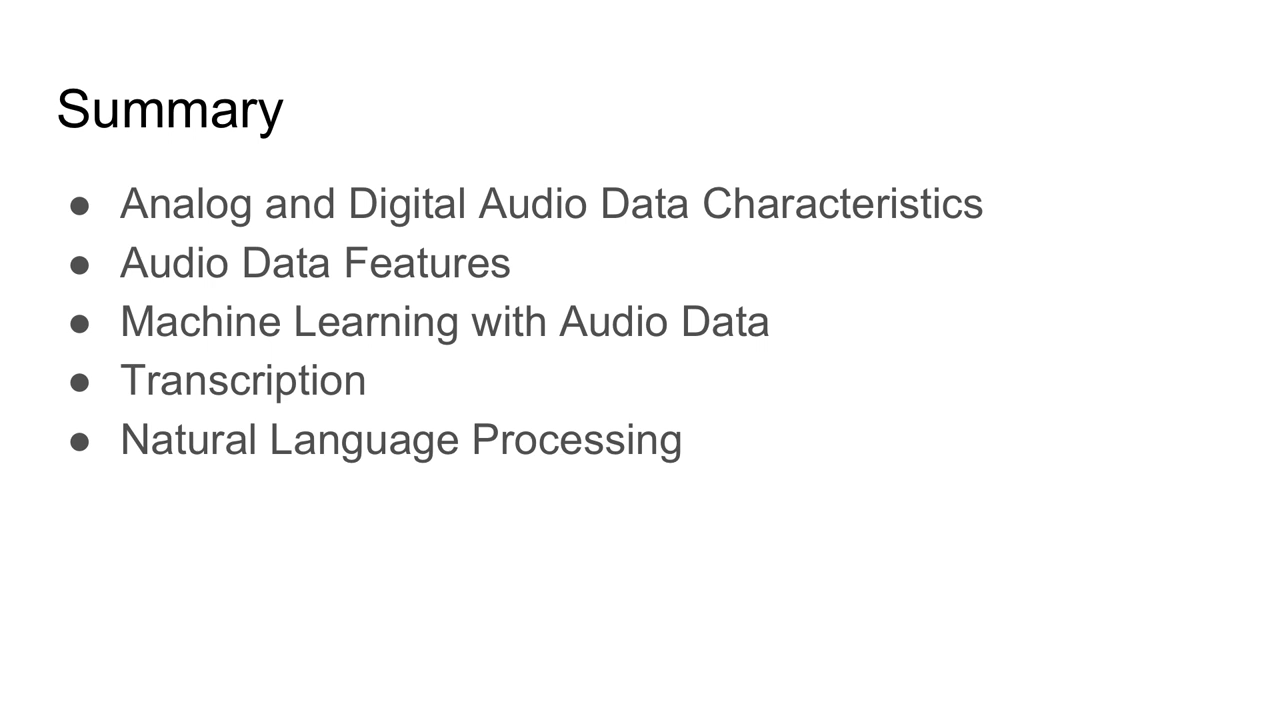 Summary
● Analog and Digital Audio Data Characteristics
● Audio Data Features
● Machine Learning with Audio Data
● Transcription
● Natural Language Processing